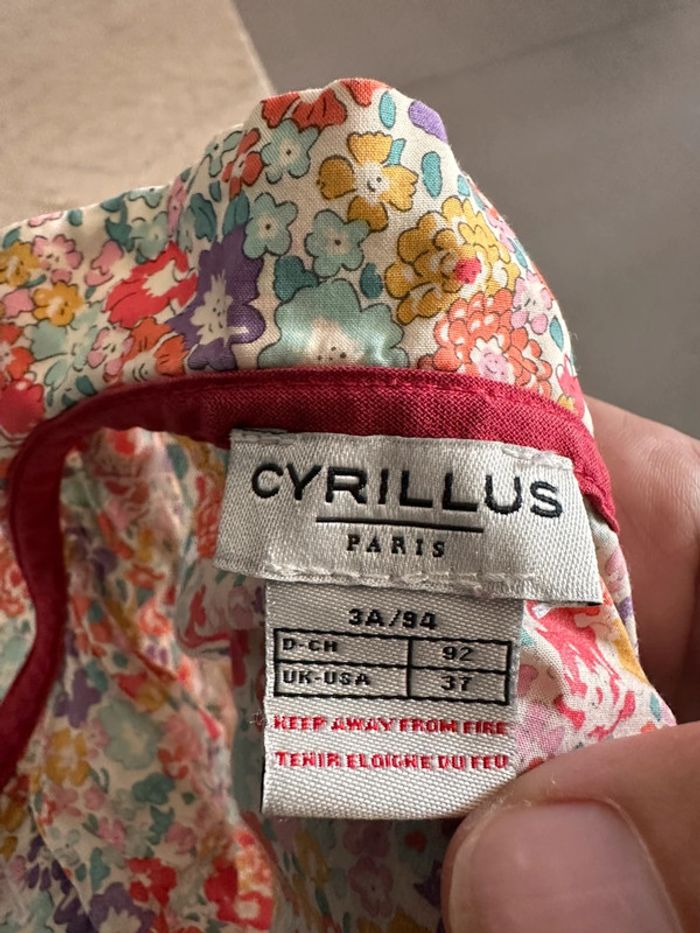 CYRILLUS
PARIS
3A/94
D-CH 92
UK-USA 37
KEEP AWAY FROM FIRE
TENIR ELOIGNE DU FEU